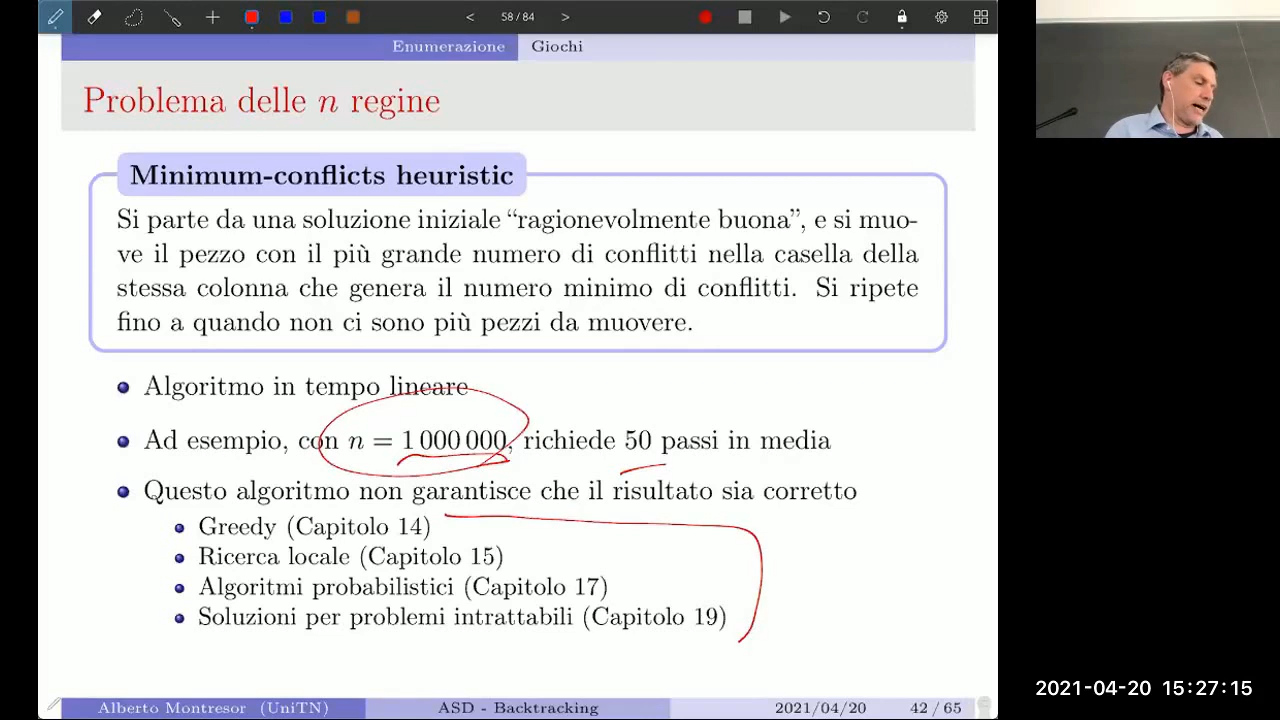 58 / 84
Enumerazione Giochi
Problema delle n regine
Minimum-conflicts heuristic
Si parte da una soluzione iniziale “ragionevolmente buona”, e si muo-
ve il pezzo con il più grande numero di conflitti nella casella della
stessa colonna che genera il numero minimo di conflitti. Si ripete
fino a quando non ci sono più pezzi da muovere.
Algoritmo in tempo lineare
Ad esempio, con n = 1 000 000, richiede 50 passi in media
Questo algoritmo non garantisce che il risultato sia corretto
Greedy (Capitolo 14)
Ricerca locale (Capitolo 15)
Algoritmi probabilistici (Capitolo 17)
Soluzioni per problemi intrattabili (Capitolo 19)
Alberto Montresor (UniTN) ASD - Backtracking 2021/04/20 42 / 65
2021-04-20 15:27:15